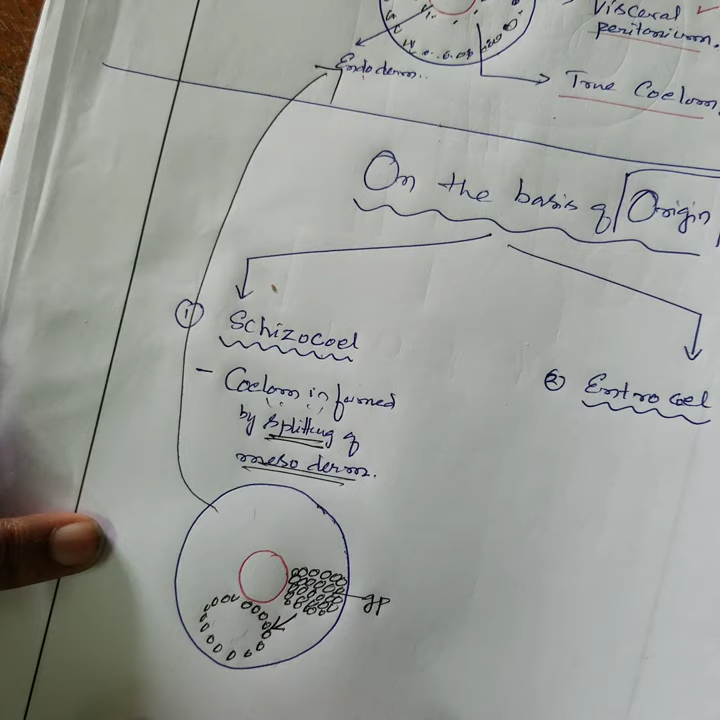 Visceral
peritonium.
Endoderm..
True Coelom.
On the basis of Origin
① Schizocoel
- Coelom is formed
by splitting of
mesoderm.
② Entrocoel
gp